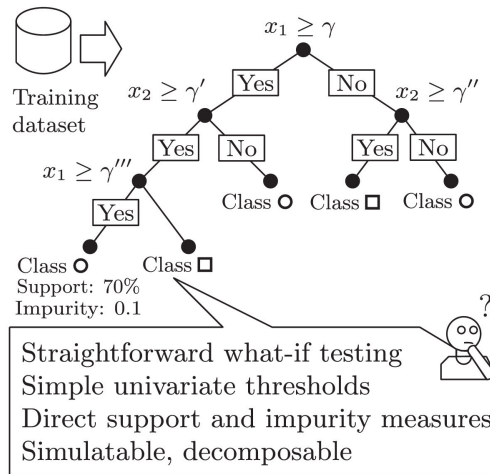 x₁ ≥ γ
Training
dataset
Yes
No
x₂ ≥ γ′
x₂ ≥ γ′′
Yes
No
Yes
No
x₁ ≥ γ′′′
Yes
Class
Class
Class
Class
Class
Support: 70%
Impurity: 0.1
?
Straightforward what-if testing
Simple univariate thresholds
Direct support and impurity measures
Simulatable, decomposable